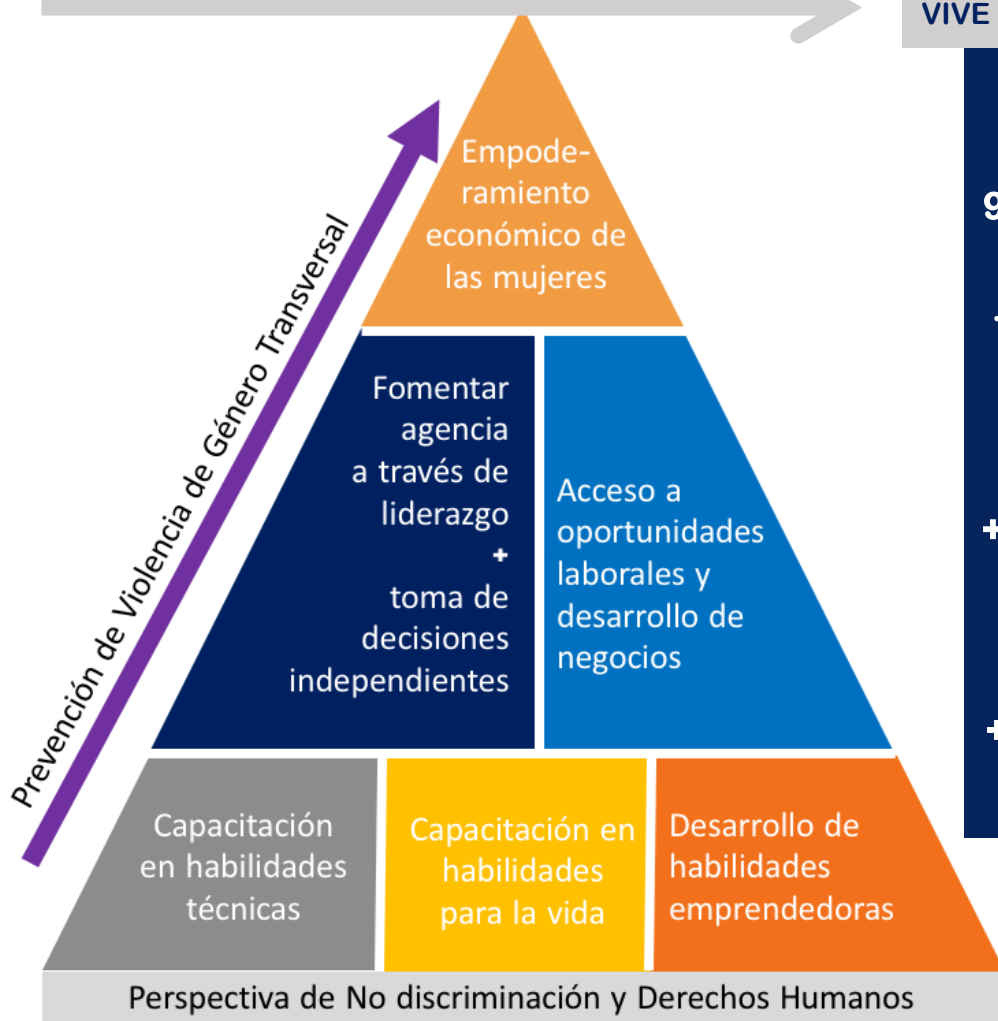 VIVE
Empode-
ramiento
económico de
las mujeres
Prevención de Violencia de Género Transversal
Fomentar
agencia
a través de
liderazgo
+
toma de
decisiones
independientes
Acceso a
oportunidades
laborales y
desarrollo de
negocios
Capacitación
en habilidades
técnicas
Capacitación en
habilidades
para la vida
Desarrollo de
habilidades
emprendedoras
Perspectiva de No discriminación y Derechos Humanos
9
+
+